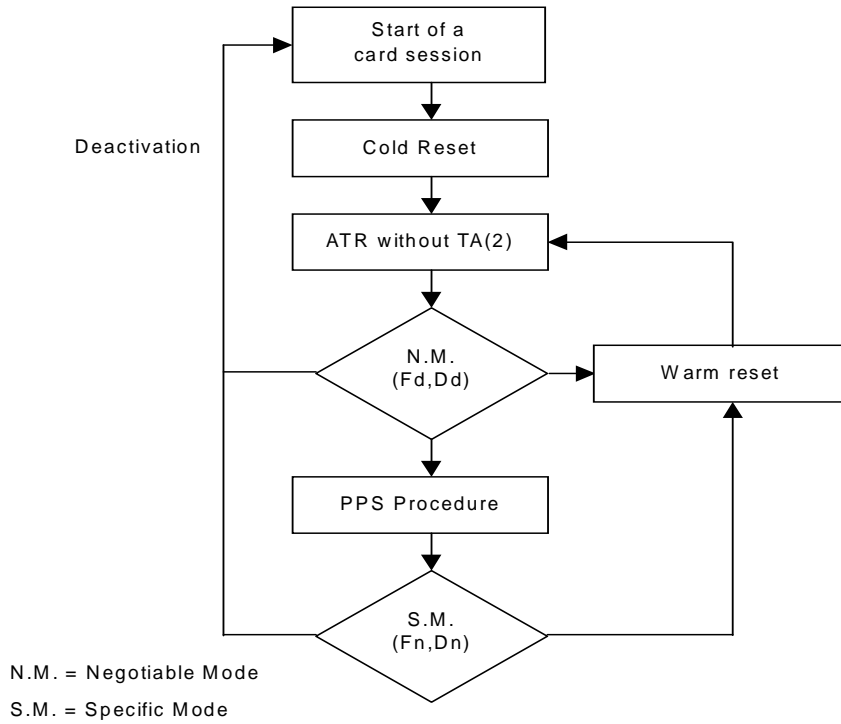 Start of a
card session
Deactivation
Cold Reset
ATR without TA(2)
N.M.
(Fd,Dd)
Warm reset
PPS Procedure
S.M.
(Fn,Dn)
N.M. = Negotiable Mode
S.M. = Specific Mode